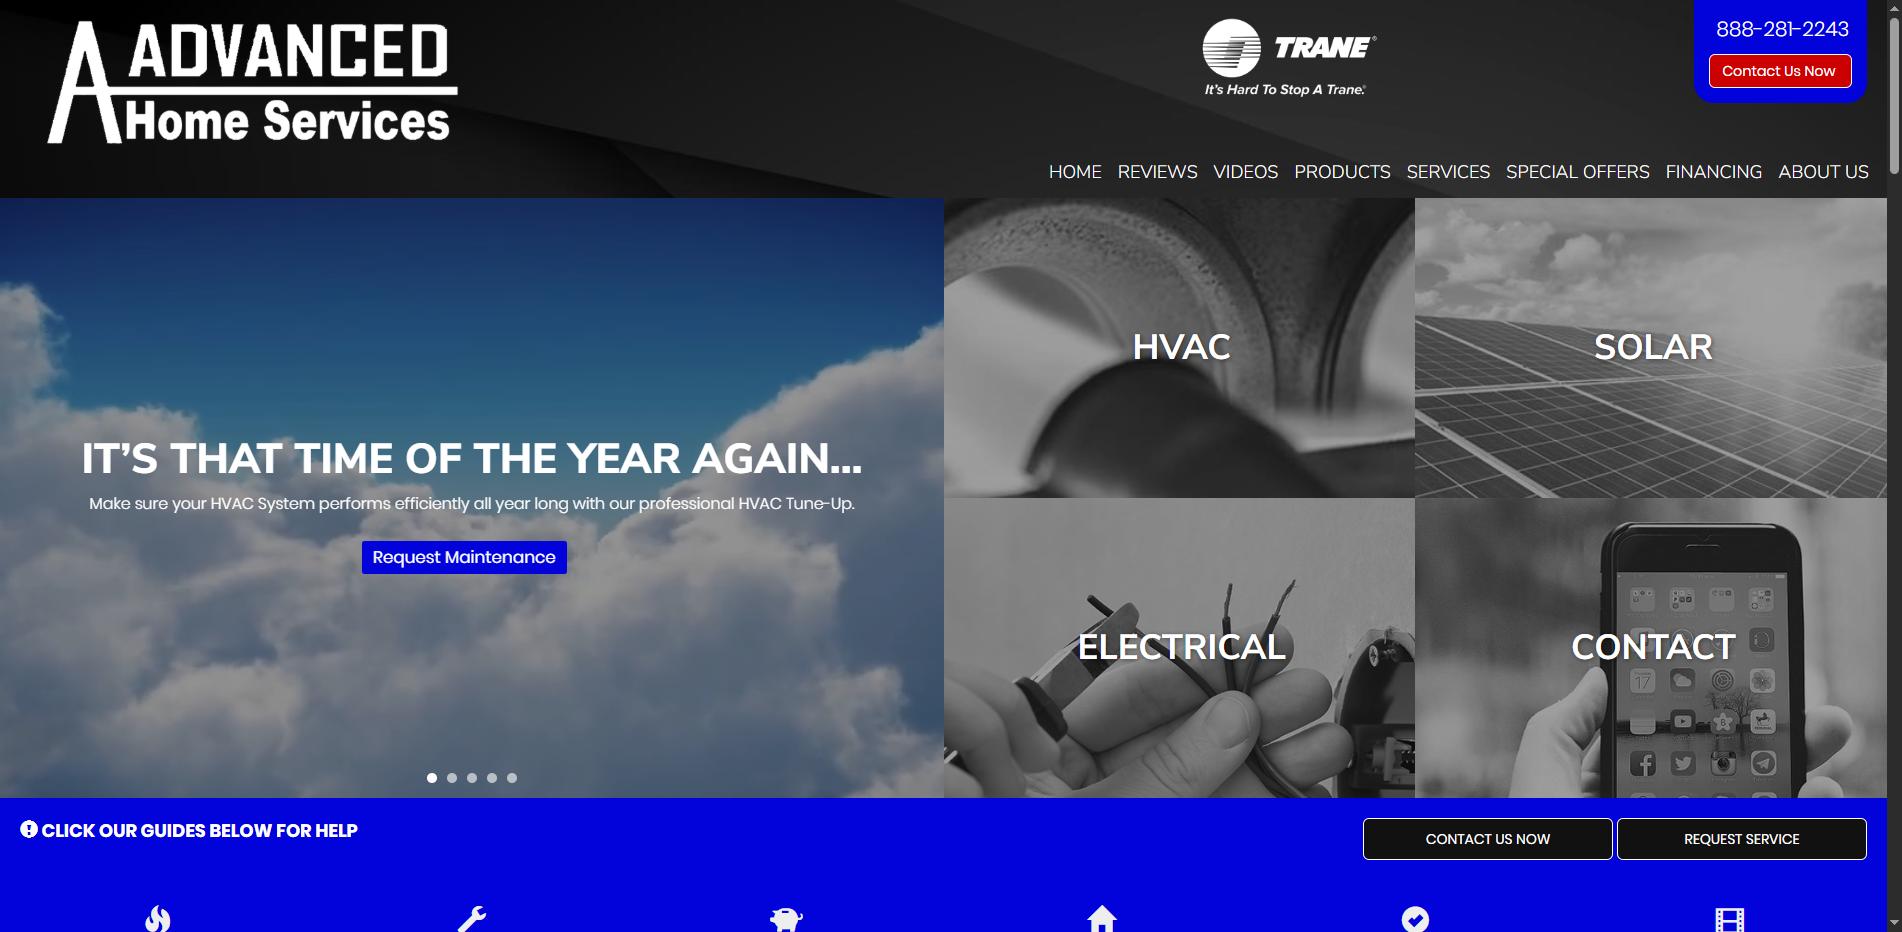 ADVANCED
Home Services
TRANE®
It's Hard To Stop A Trane.®
888-281-2243
Contact Us Now
HOME REVIEWS VIDEOS PRODUCTS SERVICES SPECIAL OFFERS FINANCING ABOUT US
IT'S THAT TIME OF THE YEAR AGAIN...
Make sure your HVAC System performs efficiently all year long with our professional HVAC Tune-Up.
Request Maintenance
HVAC
SOLAR
ELECTRICAL
CONTACT
17
CLICK OUR GUIDES BELOW FOR HELP
CONTACT US NOW
REQUEST SERVICE